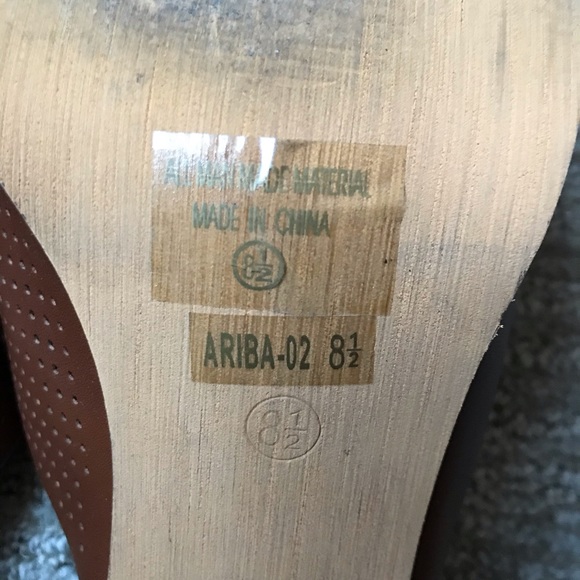 ALL MAN MADE MATERIAL
MADE IN CHINA
8½
ARIBA-02 8½
8½